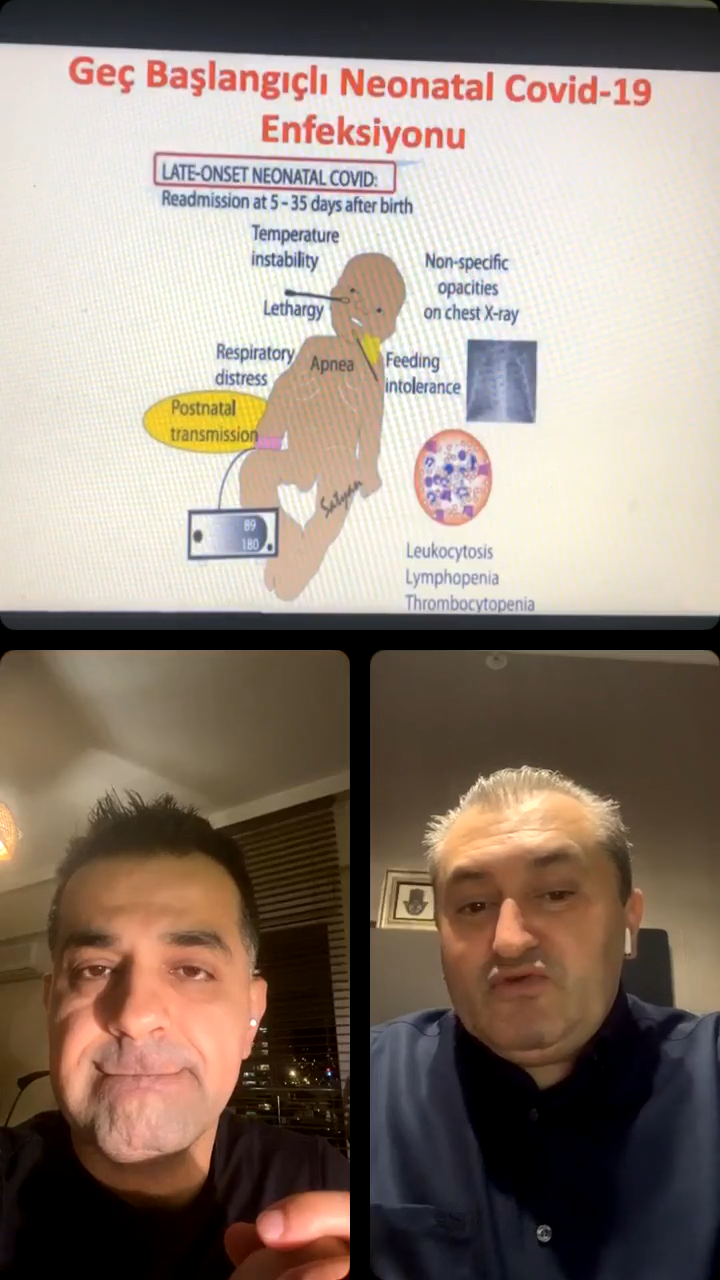 Geç Başlangıçlı Neonatal Covid-19
Enfeksiyonu
LATE-ONSET NEONATAL COVID:
Readmission at 5 - 35 days after birth
Temperature
instability
Non-specific
opacities
on chest X-ray
Lethargy
Respiratory
distress
Apnea
Feeding
intolerance
Postnatal
transmission
Satyan
89
180
Leukocytosis
Lymphopenia
Thrombocytopenia